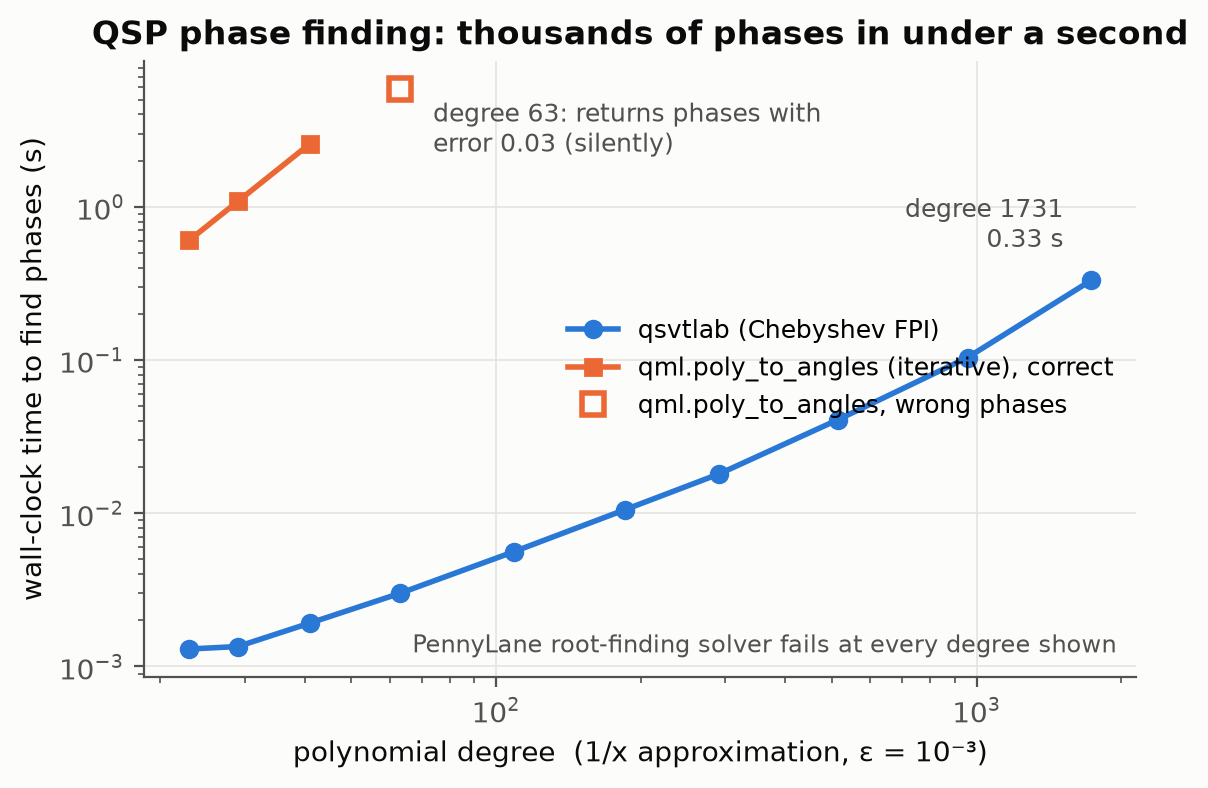 QSP phase finding: thousands of phases in under a second
degree 63: returns phases with
error 0.03 (silently)
degree 1731
0.33 s
qsvtlab (Chebyshev FPI)
qml.poly_to_angles (iterative), correct
qml.poly_to_angles, wrong phases
PennyLane root-finding solver fails at every degree shown
wall-clock time to find phases (s)
10⁰
10⁻¹
10⁻²
10⁻³
10²
10³
polynomial degree  (1/x approximation, ε = 10⁻³)